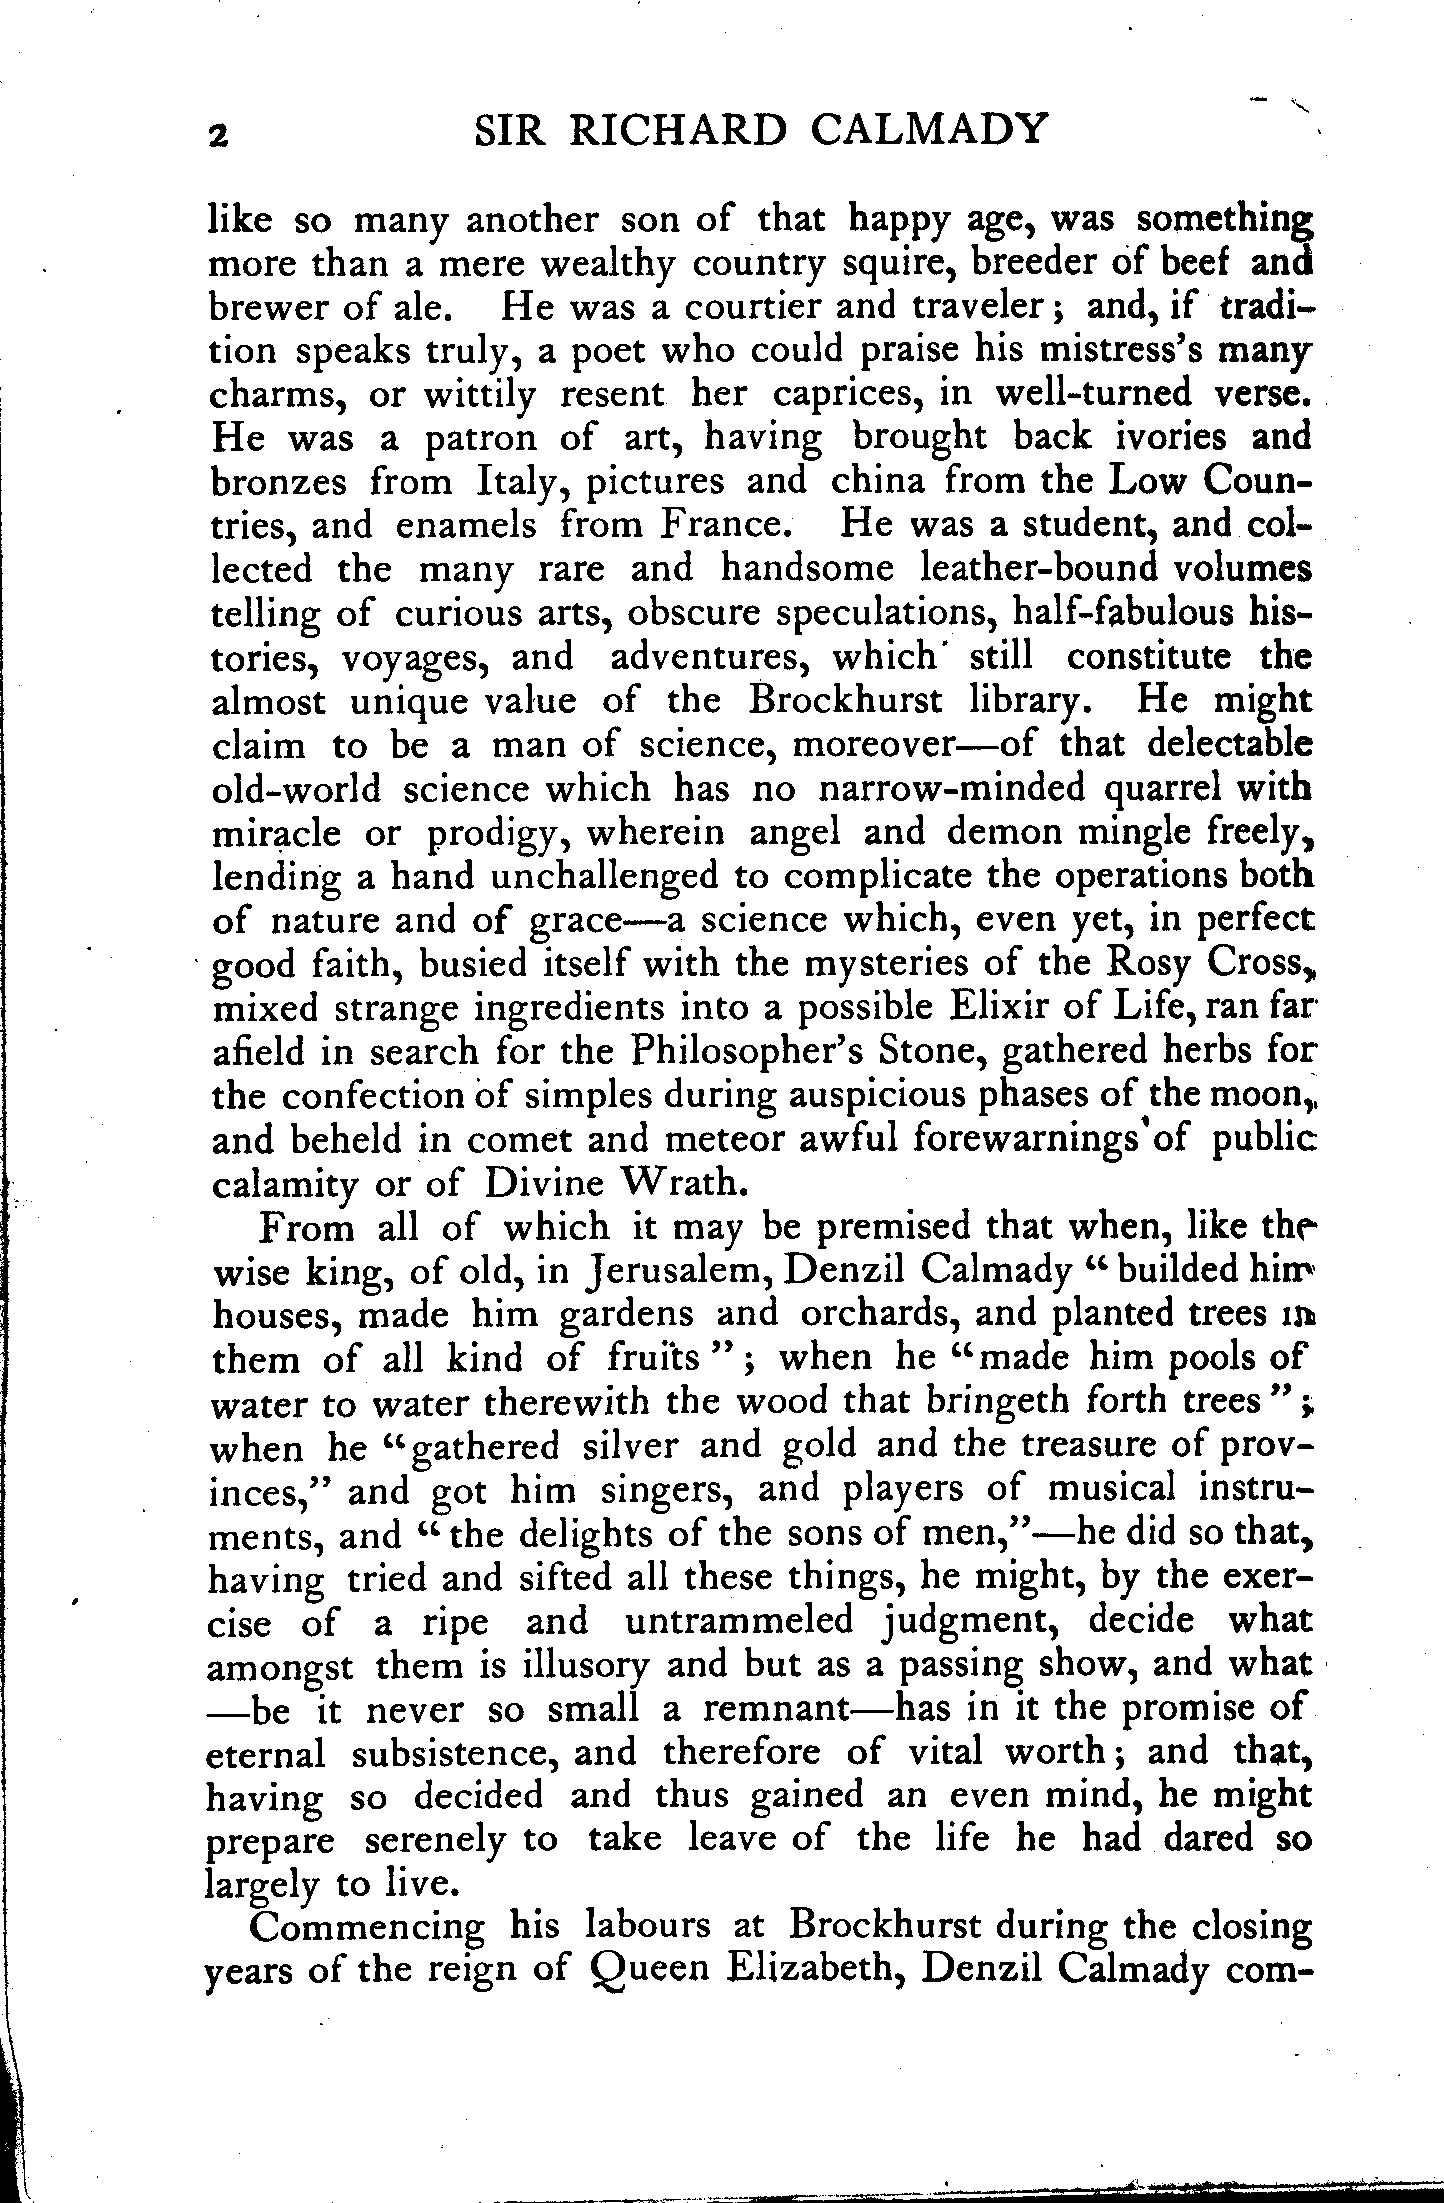 2 SIR RICHARD CALMADY
like so many another son of that happy age, was something
more than a mere wealthy country squire, breeder of beef and
brewer of ale. He was a courtier and traveler; and, if tradi-
tion speaks truly, a poet who could praise his mistress's many
charms, or wittily resent her caprices, in well-turned verse.
He was a patron of art, having brought back ivories and
bronzes from Italy, pictures and china from the Low Coun-
tries, and enamels from France. He was a student, and col-
lected the many rare and handsome leather-bound volumes
telling of curious arts, obscure speculations, half-fabulous his-
tories, voyages, and adventures, which still constitute the
almost unique value of the Brockhurst library. He might
claim to be a man of science, moreover—of that delectable
old-world science which has no narrow-minded quarrel with
miracle or prodigy, wherein angel and demon mingle freely,
lending a hand unchallenged to complicate the operations both
of nature and of grace—a science which, even yet, in perfect
good faith, busied itself with the mysteries of the Rosy Cross,
mixed strange ingredients into a possible Elixir of Life, ran far
afield in search for the Philosopher's Stone, gathered herbs for
the confection of simples during auspicious phases of the moon,
and beheld in comet and meteor awful forewarnings of public
calamity or of Divine Wrath.
From all of which it may be premised that when, like the
wise king, of old, in Jerusalem, Denzil Calmady "builded him
houses, made him gardens and orchards, and planted trees in
them of all kind of fruits"; when he "made him pools of
water to water therewith the wood that bringeth forth trees";
when he "gathered silver and gold and the treasure of prov-
inces," and got him singers, and players of musical instru-
ments, and "the delights of the sons of men,"—he did so that,
having tried and sifted all these things, he might, by the exer-
cise of a ripe and untrammeled judgment, decide what
amongst them is illusory and but as a passing show, and what
—be it never so small a remnant—has in it the promise of
eternal subsistence, and therefore of vital worth; and that,
having so decided and thus gained an even mind, he might
prepare serenely to take leave of the life he had dared so
largely to live.
Commencing his labours at Brockhurst during the closing
years of the reign of Queen Elizabeth, Denzil Calmady com-